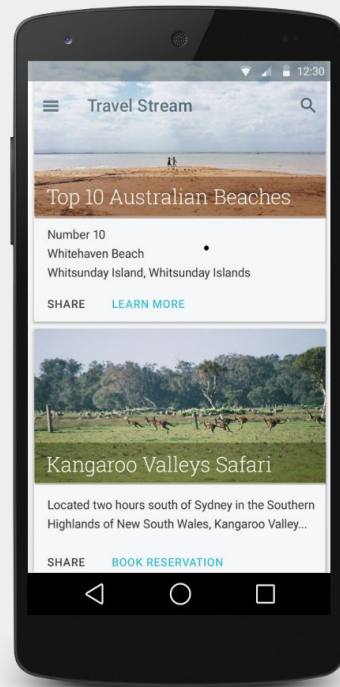 12:30
Travel Stream
Top 10 Australian Beaches
Number 10
Whitehaven Beach
Whitsunday Island, Whitsunday Islands
SHARE LEARN MORE
Kangaroo Valleys Safari
Located two hours south of Sydney in the Southern
Highlands of New South Wales, Kangaroo Valley...
SHARE BOOK RESERVATION